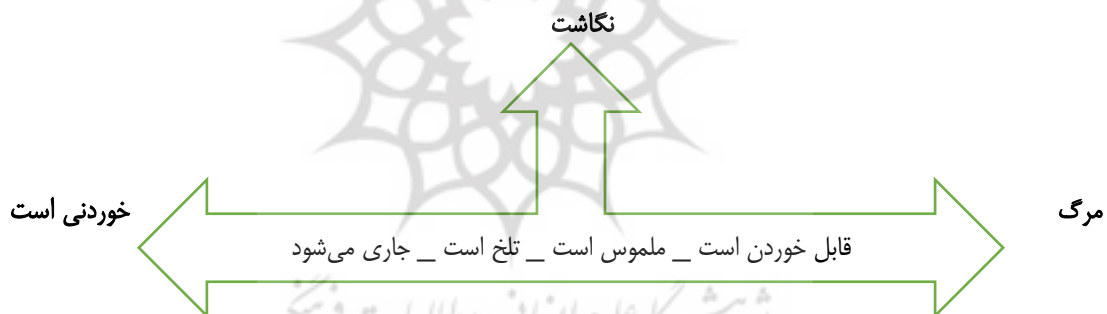 نگاشت
مرگ
خوردنی است
قابل خوردن است _ ملموس است _ تلخ است _ جاری می‌شود